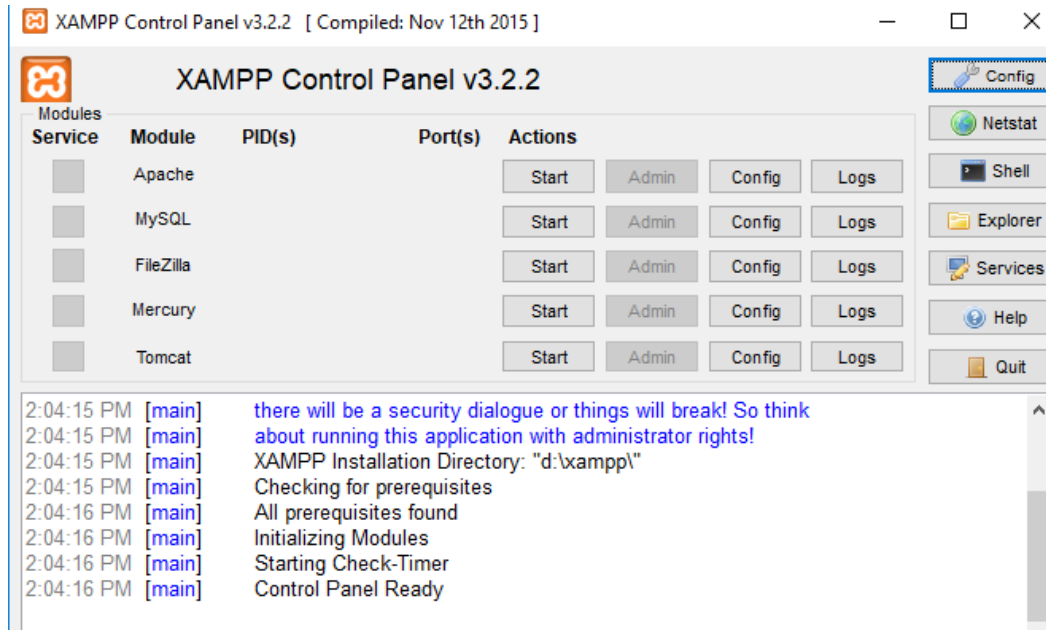 XAMPP Control Panel v3.2.2 [ Compiled: Nov 12th 2015 ]
XAMPP Control Panel v3.2.2
Config
Modules
Service Module PID(s) Port(s) Actions
Netstat
Apache Start Admin Config Logs
Shell
MySQL Start Admin Config Logs
Explorer
FileZilla Start Admin Config Logs
Services
Mercury Start Admin Config Logs
Help
Tomcat Start Admin Config Logs
Quit
2:04:15 PM [main] there will be a security dialogue or things will break! So think
2:04:15 PM [main] about running this application with administrator rights!
2:04:15 PM [main] XAMPP Installation Directory: "d:\xampp\"
2:04:15 PM [main] Checking for prerequisites
2:04:16 PM [main] All prerequisites found
2:04:16 PM [main] Initializing Modules
2:04:16 PM [main] Starting Check-Timer
2:04:16 PM [main] Control Panel Ready